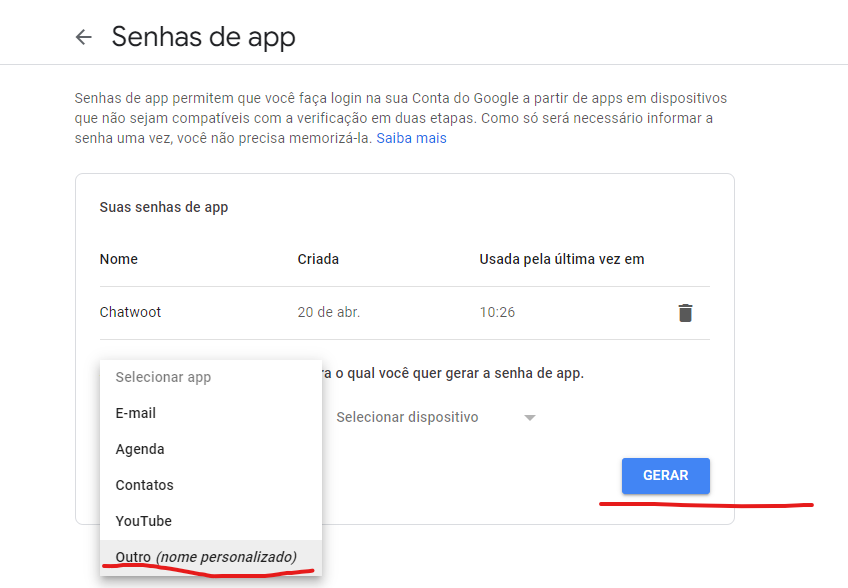 Senhas de app
Senhas de app permitem que você faça login na sua Conta do Google a partir de apps em dispositivos
que não sejam compatíveis com a verificação em duas etapas. Como só será necessário informar a
senha uma vez, você não precisa memorizá-la. Saiba mais
Suas senhas de app
Nome Criada Usada pela última vez em
Chatwoot 20 de abr. 10:26
o qual você quer gerar a senha de app.
Selecionar app
E-mail
Selecionar dispositivo
Agenda
Contatos
GERAR
YouTube
Outro (nome personalizado)